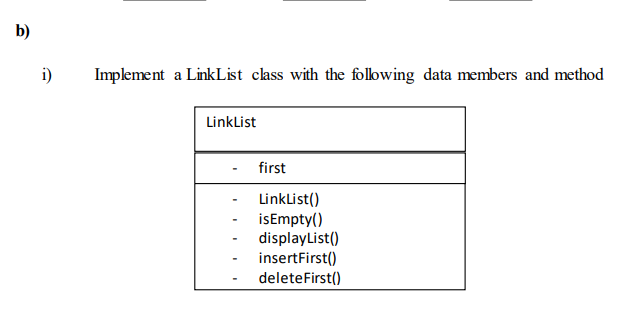 b)
i) Implement a LinkList class with the following data members and method
LinkList
- first
- LinkList()
- isEmpty()
- displayList()
- insertFirst()
- deleteFirst()